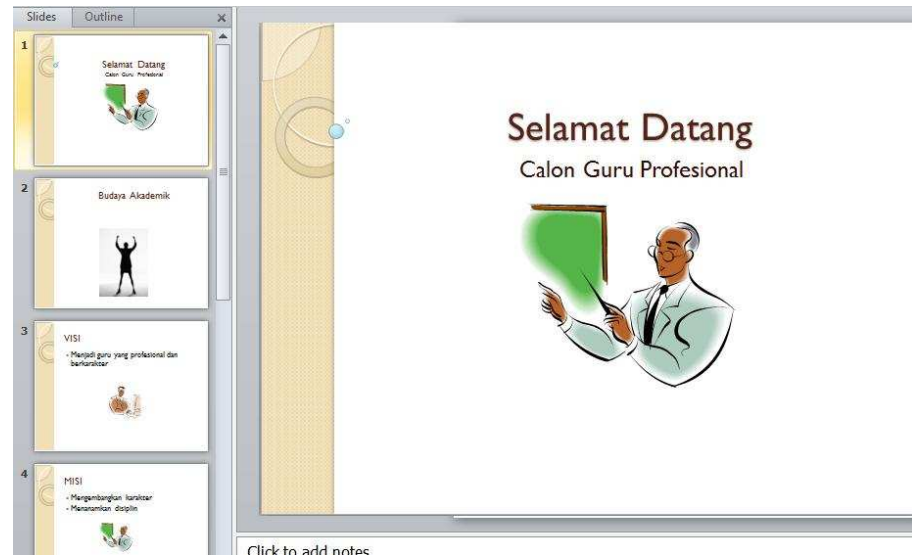 Slides
Outline
1
Selamat Datang
Calon Guru Profesional
2
Budaya Akademik
3
VISI
- Menjadi guru yang profesional dan
berkarakter
4
MISI
- Mengembangkan karakter
- Menanamkan disiplin
Selamat Datang
Calon Guru Profesional
Click to add notes